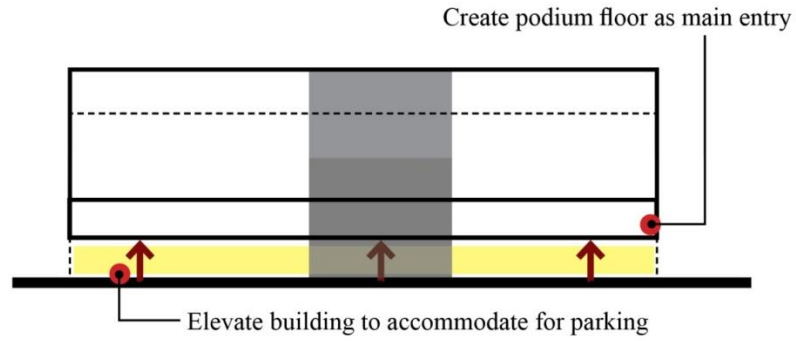 Create podium floor as main entry
Elevate building to accommodate for parking